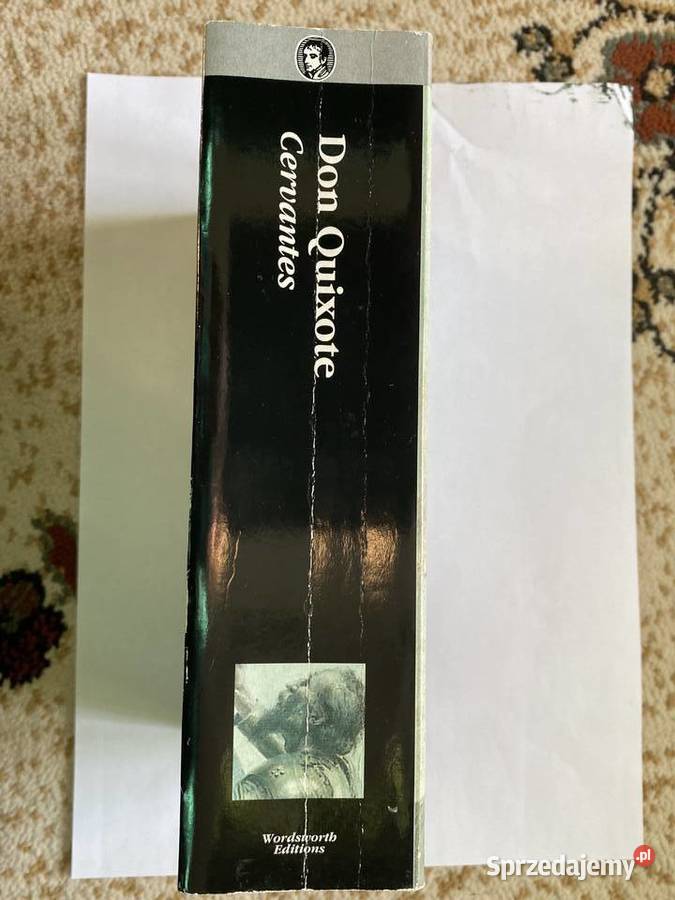 Don Quixote
Cervantes
Wordsworth
Editions
Sprzedajemy.pl